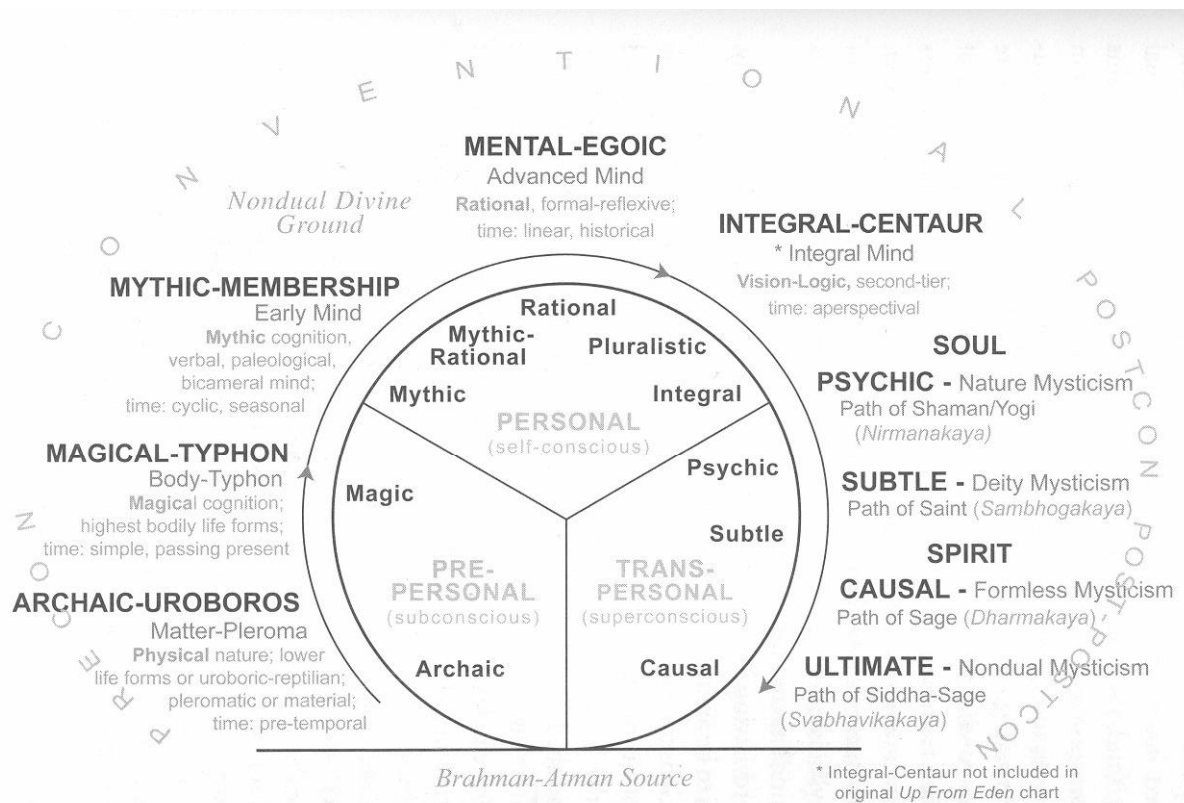 PRECONVENTIONAL POSTCON POST-POSTCON
Nondual Divine
Ground
MENTAL-EGOIC
Advanced Mind
Rational, formal-reflexive;
time: linear, historical
INTEGRAL-CENTAUR
* Integral Mind
Vision-Logic, second-tier;
time: aperspectival
MYTHIC-MEMBERSHIP
Early Mind
Mythic cognition,
verbal, paleological,
bicameral mind;
time: cyclic, seasonal
MAGICAL-TYPHON
Body-Typhon
Magical cognition;
highest bodily life forms;
time: simple, passing present
ARCHAIC-UROBOROS
Matter-Pleroma
Physical nature; lower
life forms or uroboric-reptilian;
pleromatic or material;
time: pre-temporal
Rational
Mythic-
Rational
Pluralistic
Mythic
Integral
PERSONAL
(self-conscious)
Magic
Psychic
Subtle
PRE-
PERSONAL
(subconscious)
TRANS-
PERSONAL
(superconscious)
Archaic
Causal
SOUL
PSYCHIC - Nature Mysticism
Path of Shaman/Yogi
(Nirmanakaya)
SUBTLE - Deity Mysticism
Path of Saint (Sambhogakaya)
SPIRIT
CAUSAL - Formless Mysticism
Path of Sage (Dharmakaya)
ULTIMATE - Nondual Mysticism
Path of Siddha-Sage
(Svabhavikakaya)
Brahman-Atman Source
* Integral-Centaur not included in
original Up From Eden chart